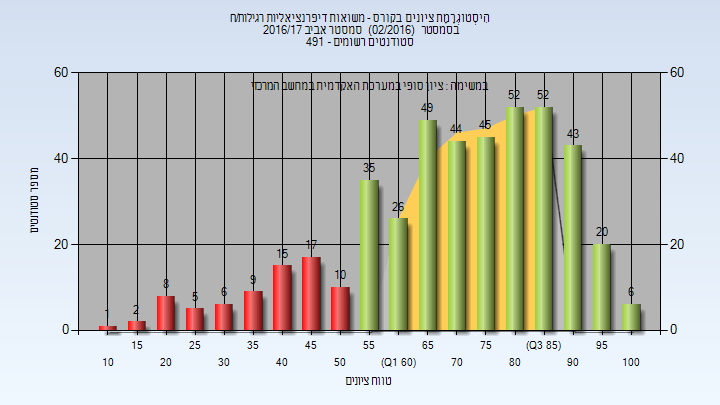 הִיסְטוֹגְרָמַת ציונים בקורס - משוואות דיפרנציאליות רגילות/ח
בסמסטר (02/2016) סמסטר אביב 2016/17
סטודנטים רשומים - 491
במשימה : ציון סופי במערכת האקדמית במחשב המרכזי
60 60
40 40
20 20
0 0
1 2 8 5 6 9 15 17 10 35 26 49 44 45 52 52 43 20 6
מספר סטודנטים
15 25 35 45 55 65 75 (Q3 85) 95
10 20 30 40 50 (Q1 60) 70 80 90 100
טווח ציונים